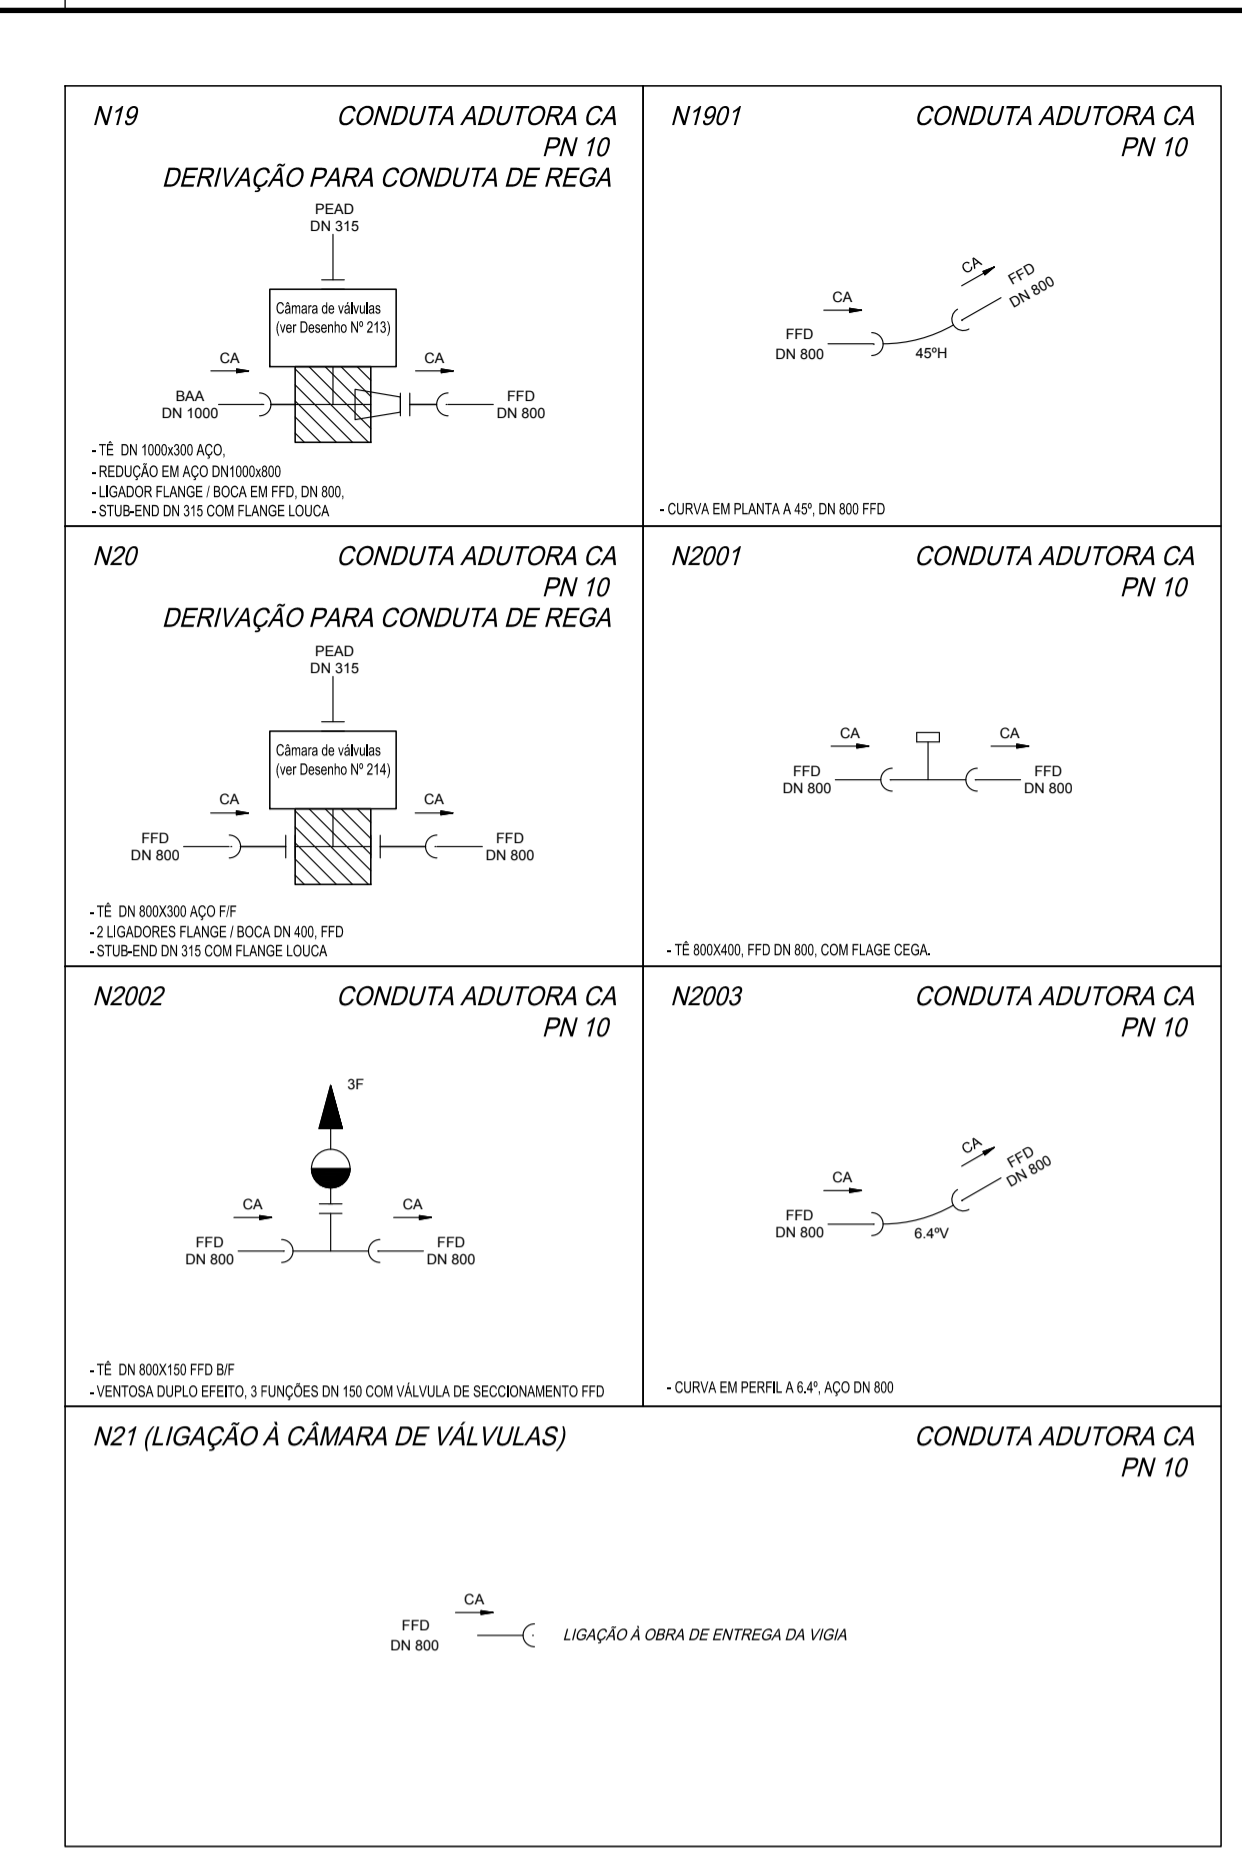 N19
CONDUTA ADUTORA CA
PN 10
DERIVAÇÃO PARA CONDUTA DE REGA
PEAD
DN 315
Câmara de válvulas
(ver Desenho Nº 213)
CA
CA
BAA
DN 1000
FFD
DN 800
- TÊ DN 1000x300 AÇO,
- REDUÇÃO EM AÇO DN1000x800
- LIGADOR FLANGE / BOCA EM FFD, DN 800,
- STUB-END DN 315 COM FLANGE LOUCA
N1901
CONDUTA ADUTORA CA
PN 10
CA
FFD
DN 800
CA
FFD
DN 800
45ºH
- CURVA EM PLANTA A 45º, DN 800 FFD
N20
CONDUTA ADUTORA CA
PN 10
DERIVAÇÃO PARA CONDUTA DE REGA
PEAD
DN 315
Câmara de válvulas
(ver Desenho Nº 214)
CA
CA
FFD
DN 800
FFD
DN 800
- TÊ DN 800X300 AÇO F/F
- 2 LIGADORES FLANGE / BOCA DN 400, FFD
- STUB-END DN 315 COM FLANGE LOUCA
N2001
CONDUTA ADUTORA CA
PN 10
CA
CA
FFD
DN 800
FFD
DN 800
- TÊ 800X400, FFD DN 800, COM FLAGE CEGA.
N2002
CONDUTA ADUTORA CA
PN 10
3F
CA
CA
FFD
DN 800
FFD
DN 800
- TÊ DN 800X150 FFD B/F
- VENTOSA DUPLO EFEITO, 3 FUNÇÕES DN 150 COM VÁLVULA DE SECCIONAMENTO FFD
N2003
CONDUTA ADUTORA CA
PN 10
CA
FFD
DN 800
CA
FFD
DN 800
6.4ºV
- CURVA EM PERFIL A 6.4º, AÇO DN 800
N21 (LIGAÇÃO À CÂMARA DE VÁLVULAS)
CONDUTA ADUTORA CA
PN 10
CA
FFD
DN 800
LIGAÇÃO À OBRA DE ENTREGA DA VIGIA